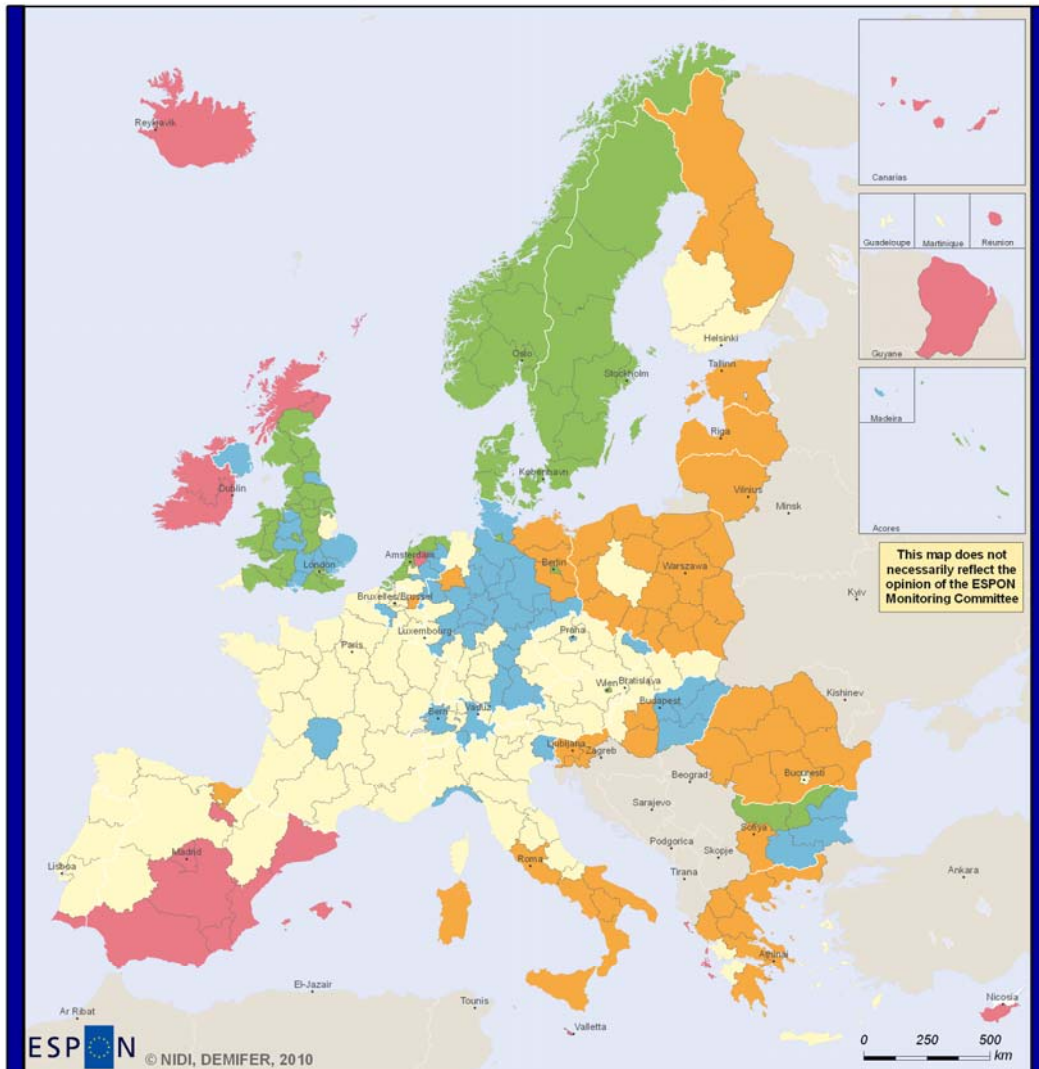 Reykjavik
Canarias
Guadeloupe
Martinique
Réunion
Helsinki
Oslo
Tallinn
Guyane
Stockholm
Riga
Madeira
København
Dublin
Vilnius
Minsk
Acores
Amsterdam
Berlin
This map does not
necessarily reflect the
opinion of the ESPON
Monitoring Committee
London
Warszawa
Bruxelles/Brussel
Kyiv
Luxembourg
Praha
Paris
Wien
Bratislava
Kishinev
Budapest
Bern
Vaduz
Ljubljana
Zagreb
Bucuresti
Beograd
Sarajevo
Sofiya
Podgorica
Skopje
Madrid
Roma
Lisboa
Tirana
Ankara
Athinai
El-Jazair
Tounis
Nicosia
Ar Ribat
Valletta
ESPON
© NIDI, DEMIFER, 2010
0 250 500
km